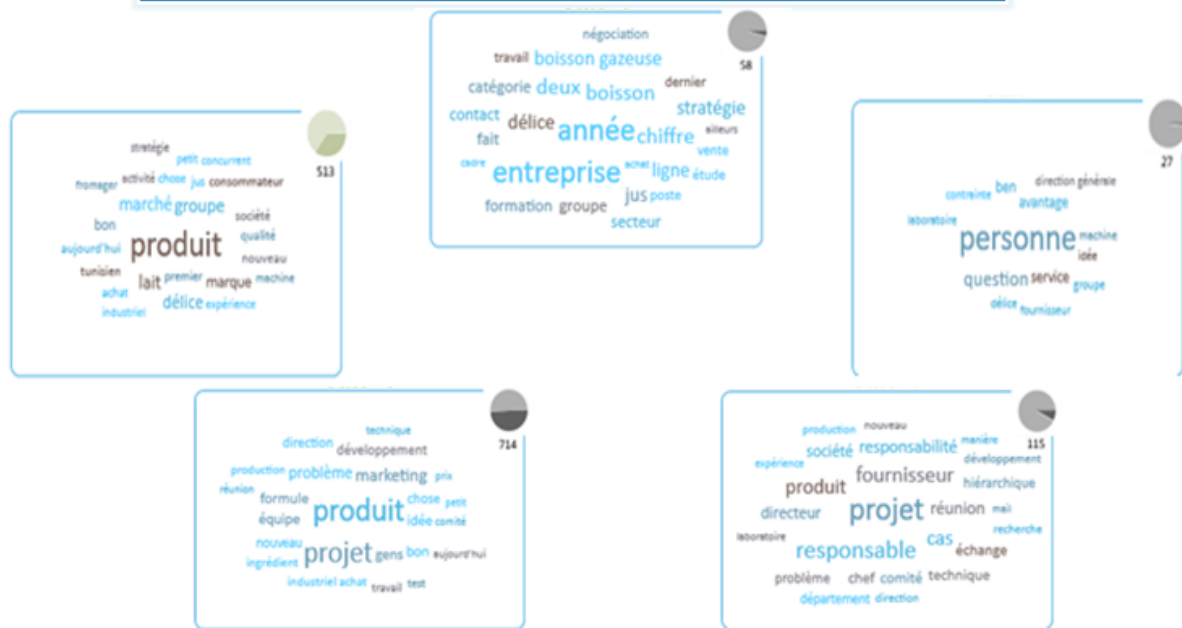 négociation
travail boisson gazeuse
58
catégorie deux boisson dernier
contact stratégie
fait délice année chiffre ailleurs
vente
cadre entreprise achat ligne étude
jus poste
formation groupe
secteur
stratégie
petit concurrent
513
fromager activité chose jus consommateur
marché groupe
société
bon
produit qualité
aujourd'hui
nouveau
tunisien
lait premier marque machine
achat
délice expérience
industriel
27
direction générale
contrainte ben
avantage
laboratoire
personne machine
idée
question service
groupe
délice fournisseur
technique
714
direction
développement
production problème marketing prix
réunion
formule chose petit
produit
équipe idée comité
nouveau
projet gens bon aujourd'hui
ingrédient
industriel achat travail test
nouveau
production
115
société responsabilité manière
expérience développement
fournisseur
produit hiérarchique
directeur projet réunion mail
recherche
laboratoire
responsable cas échange
problème chef comité technique
département direction